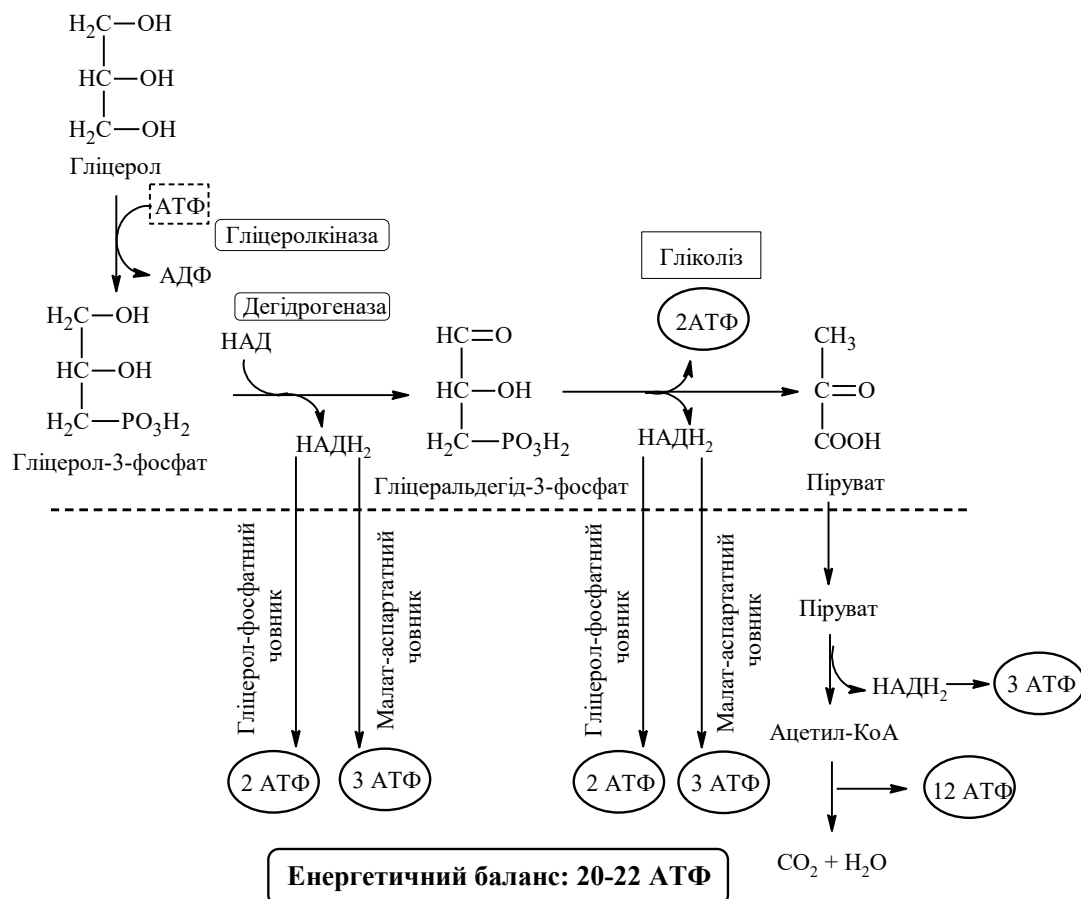 H₂C—OH
HC—OH
H₂C—OH
Гліцерол
АТФ
Гліцеролкіназа
АДФ
H₂C—OH
HC—OH
H₂C—PO₃H₂
Гліцерол-3-фосфат
Дегідрогеназа
НАД
НАДН₂
HC=O
HC—OH
H₂C—PO₃H₂
Гліцеральдегід-3-фосфат
Гліколіз
2АТФ
НАДН₂
CH₃
C=O
COOH
Піруват
Гліцерол-фосфатний
човник
Малат-аспартатний
човник
Гліцерол-фосфатний
човник
Малат-аспартатний
човник
2 АТФ
3 АТФ
2 АТФ
3 АТФ
Піруват
НАДН₂
3 АТФ
Ацетил-КоА
12 АТФ
CO₂ + H₂O
Енергетичний баланс: 20-22 АТФ